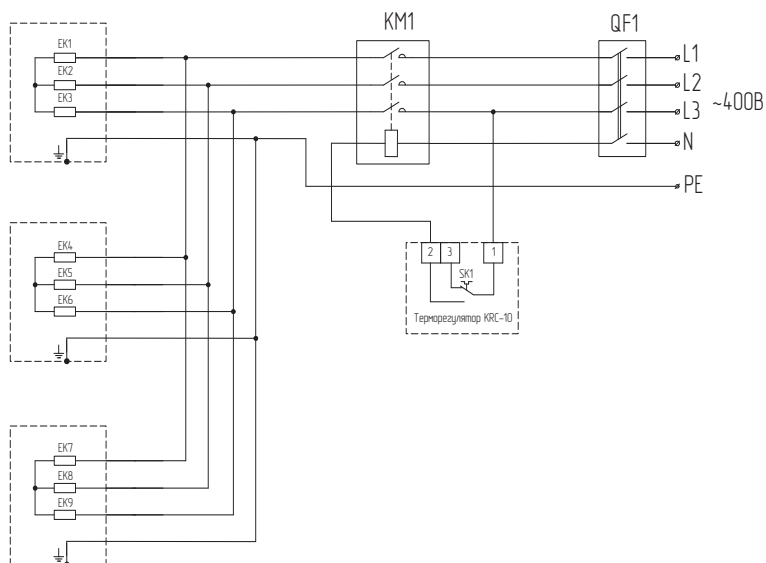 KM1
QF1
EK1
EK2
EK3
L1
L2
L3
~400В
N
PE
EK4
EK5
EK6
2
3
1
SK1
Терморегулятор KRC-10
EK7
EK8
EK9